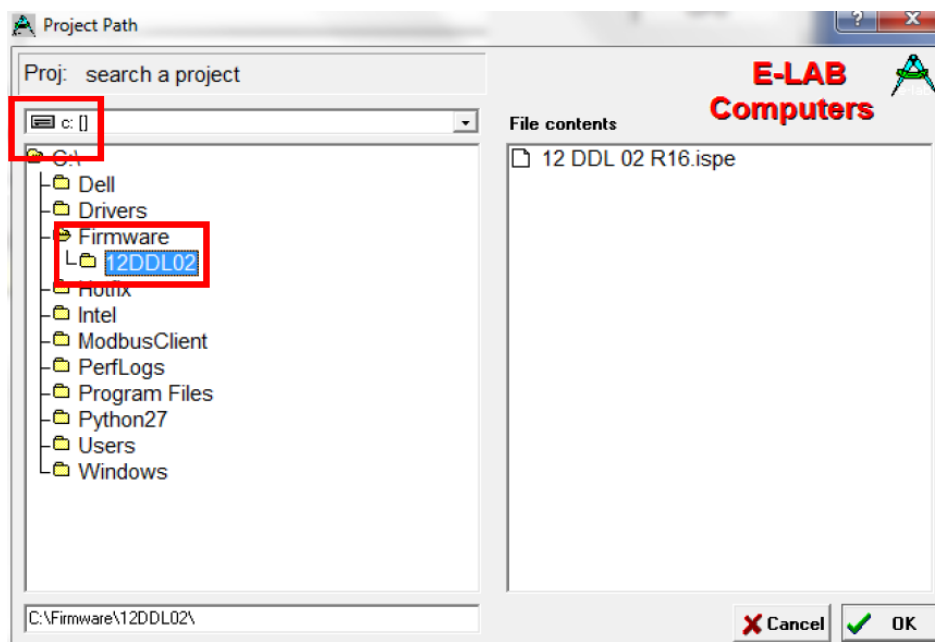 Project Path
?
X
Proj: search a project
E-LAB
Computers
c: []
File contents
C:\
12 DDL 02 R16.ispe
Dell
Drivers
Firmware
12DDL02
Hotfix
Intel
ModbusClient
PerfLogs
Program Files
Python27
Users
Windows
C:\Firmware\12DDL02\
Cancel
OK